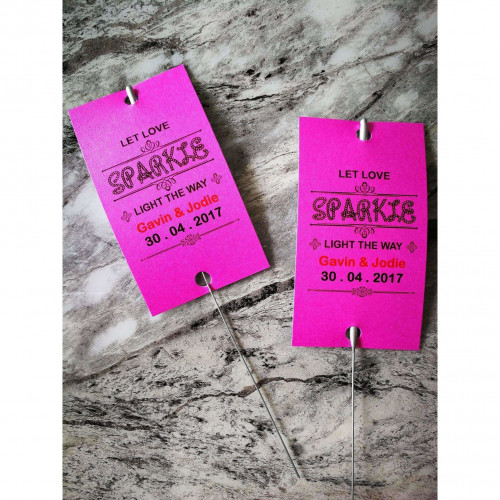 LET LOVE
SPARKLE
LIGHT THE WAY
Gavin & Jodie
30 . 04 . 2017
LET LOVE
SPARKLE
LIGHT THE WAY
Gavin & Jodie
30 . 04 . 2017